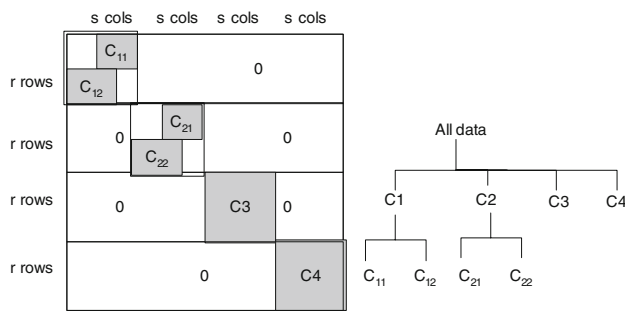 s cols s cols s cols s cols
C11 0
r rows C12
C21
r rows 0 0
C22
All data
r rows 0 C3 0 C1 C2 C3 C4
r rows 0 C4 C11 C12 C21 C22